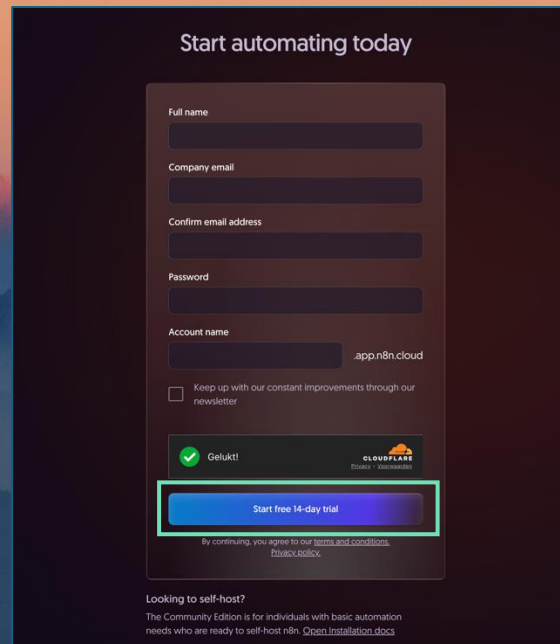 Start automating today
Full name
Company email
Confirm email address
Password
Account name
.app.n8n.cloud
Keep up with our constant improvements through our
newsletter
Gelukt!
CLOUDFLARE
Privacy • Voorwaarden
Start free 14-day trial
By continuing, you agree to our terms and conditions.
Privacy policy.
Looking to self-host?
The Community Edition is for individuals with basic automation
needs who are ready to self-host n8n. Open Installation docs